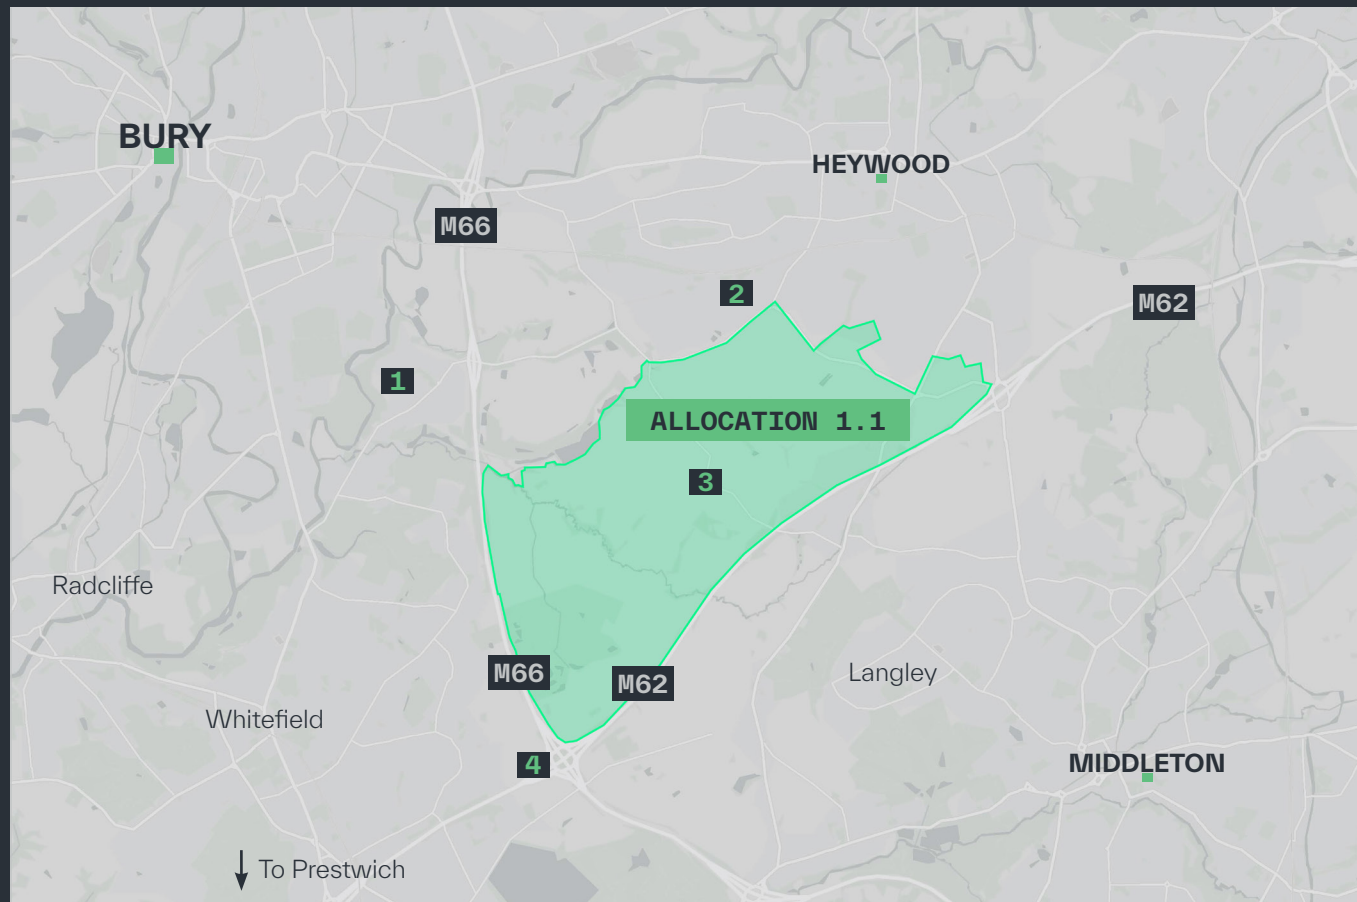 BURY
HEYWOOD
M66
2
M62
1
ALLOCATION 1.1
3
Radcliffe
M66
M62
Langley
Whitefield
4
MIDDLETON
To Prestwich